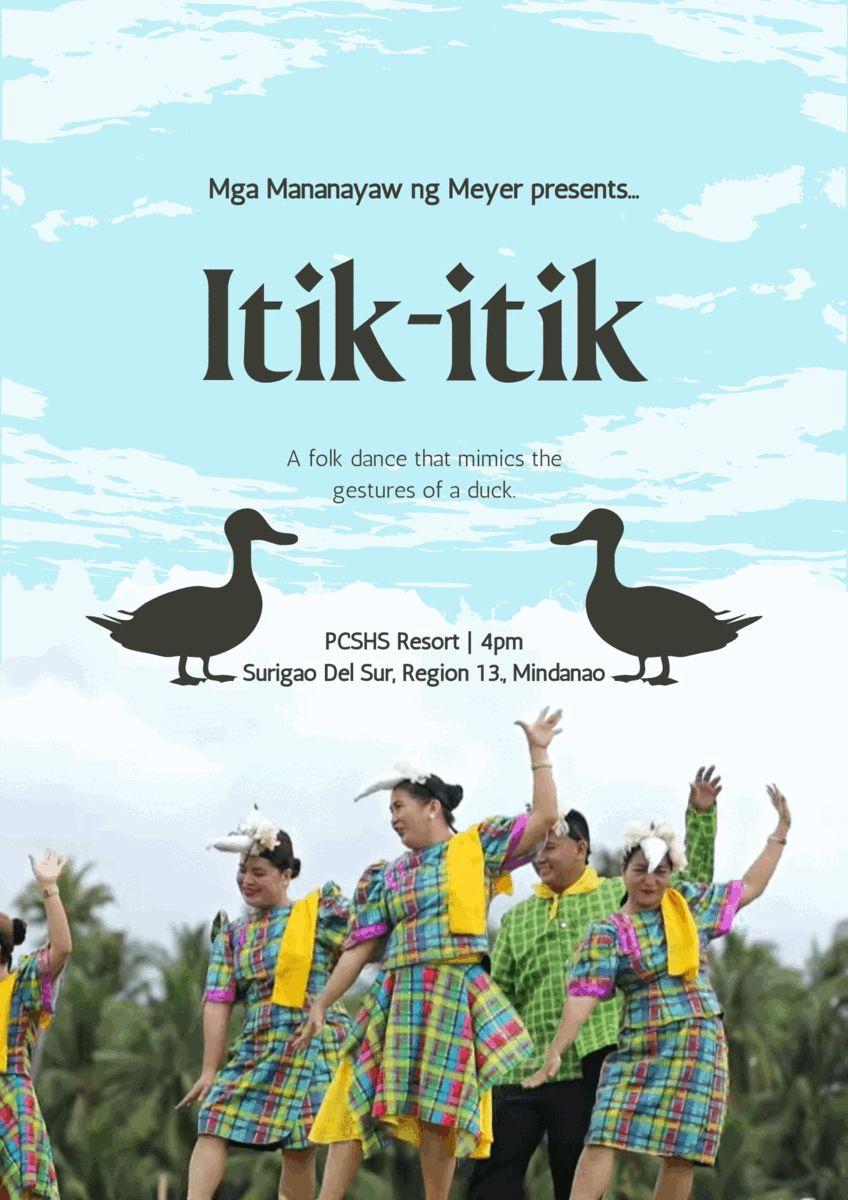 Mga Mananayaw ng Meyer presents...
Itik-itik
A folk dance that mimics the
gestures of a duck.
PCSHS Resort | 4pm
Surigao Del Sur, Region 13., Mindanao